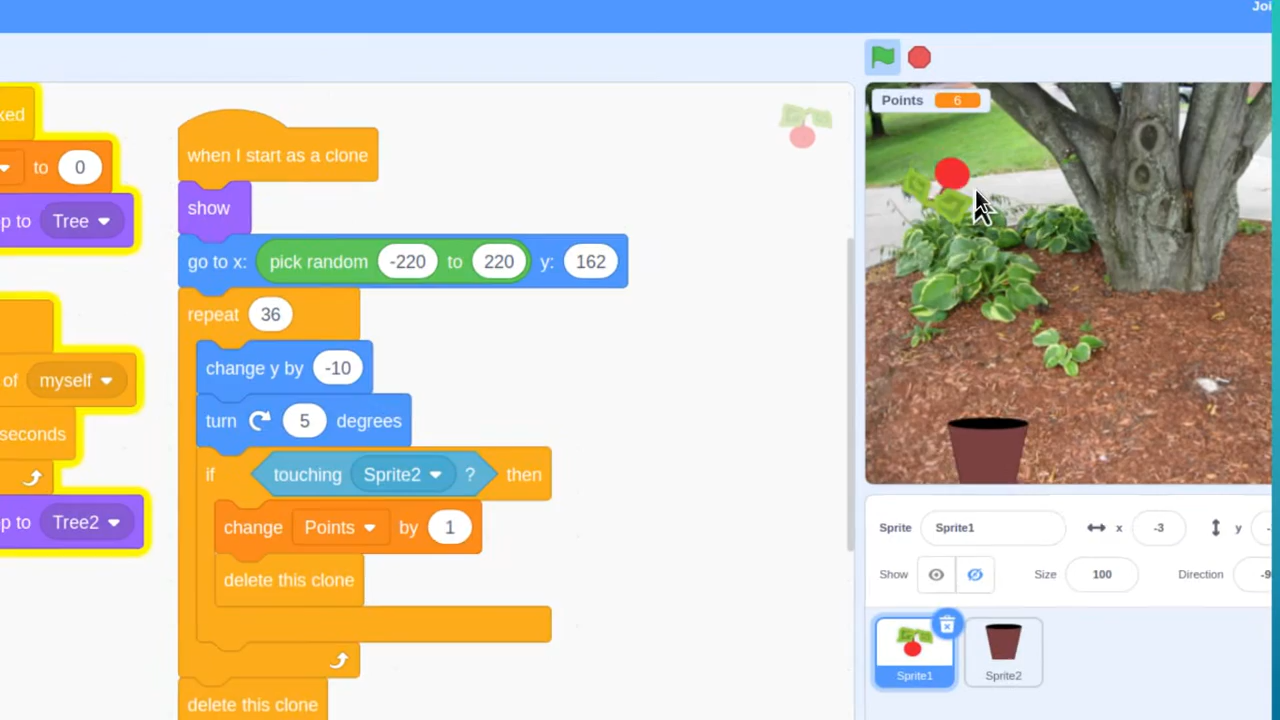 Joi
ked
to 0
p to Tree
of myself
seconds
p to Tree2
when I start as a clone
show
go to x: pick random -220 to 220 y: 162
repeat 36
change y by -10
turn 5 degrees
if touching Sprite2 ? then
change Points by 1
delete this clone
delete this clone
Points 6
Sprite Sprite1 x -3 y -
Show Size 100 Direction -9
Sprite1 Sprite2